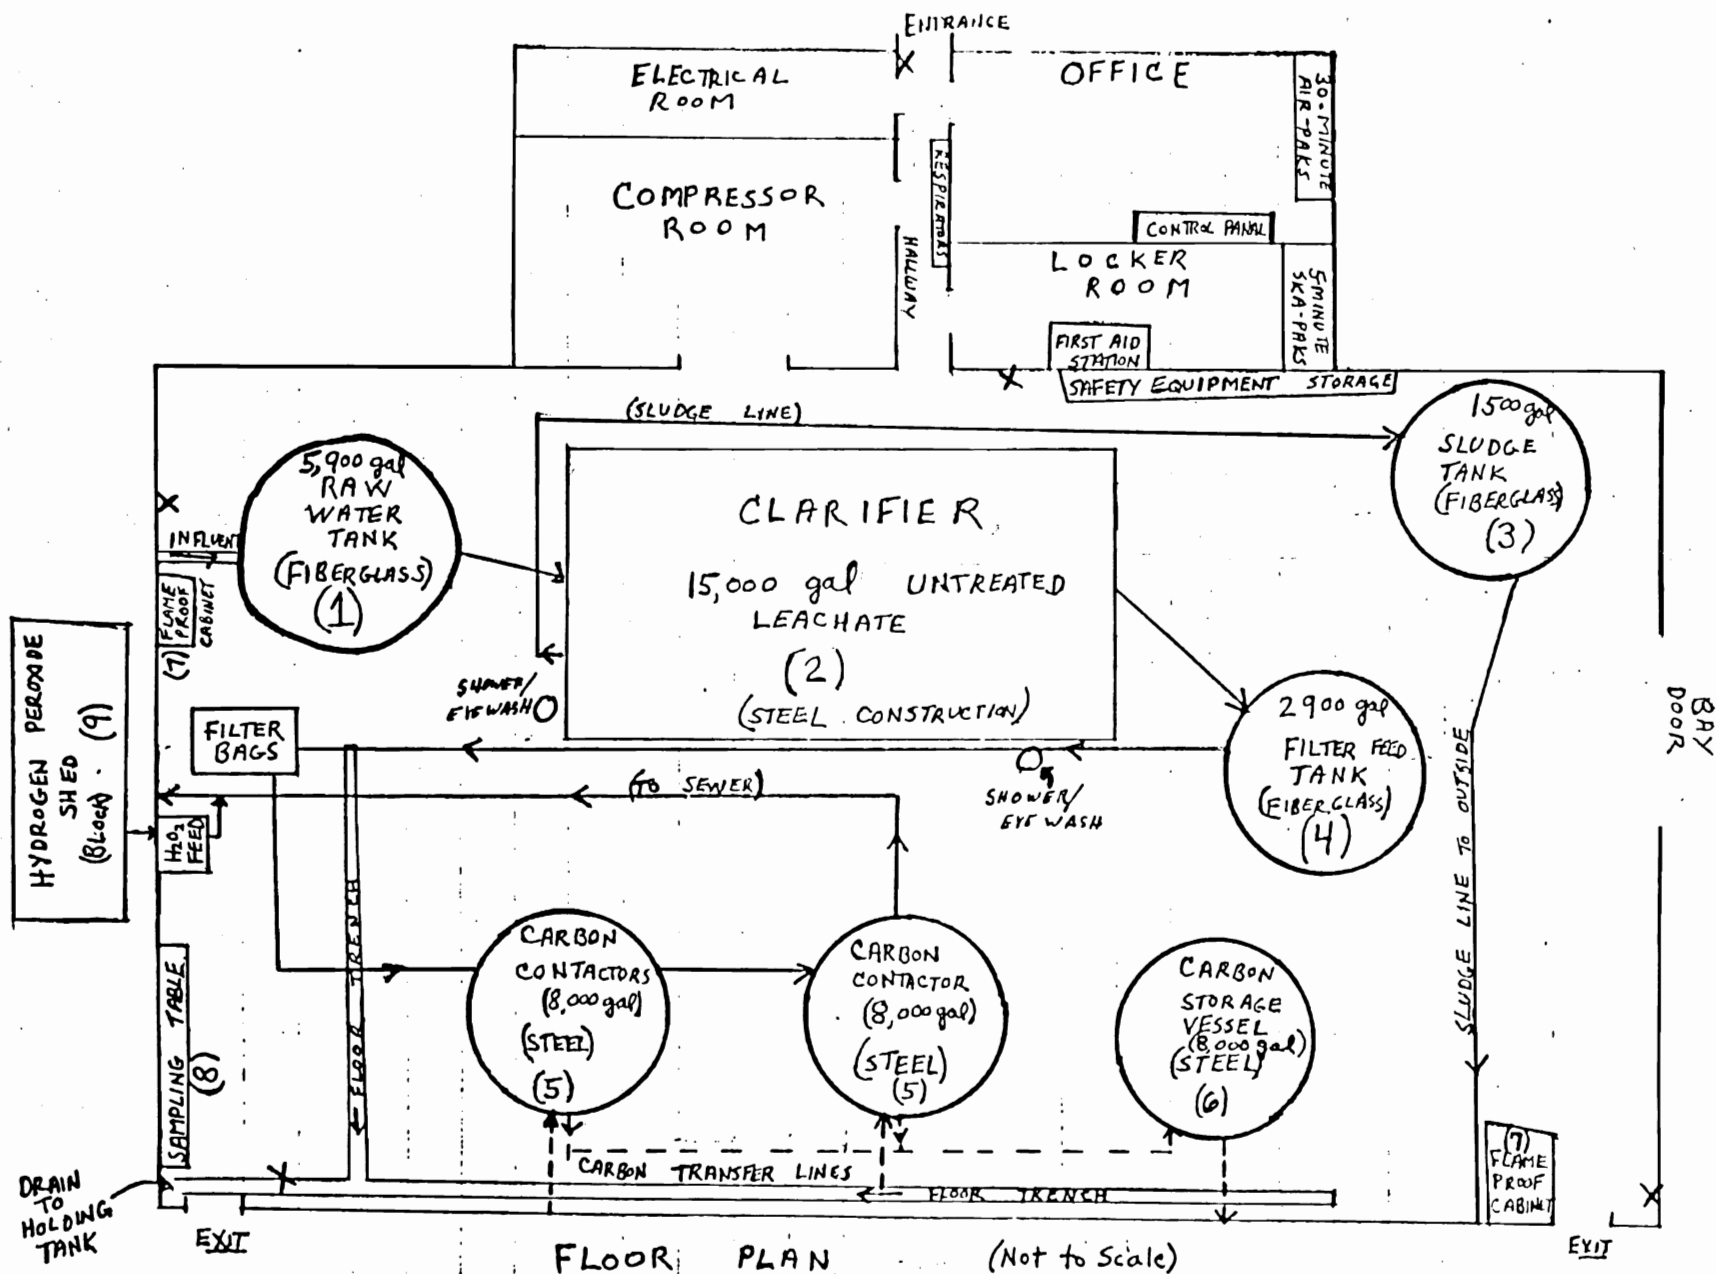 ENTRANCE
ELECTRICAL
ROOM
OFFICE
30-MINUTE
AIR-PAKS
COMPRESSOR
ROOM
RESPIRATORS
HALLWAY
CONTROL PANAL
LOCKER
ROOM
5 MINUTE
SKA-PAKS
FIRST AID
STATION
SAFETY EQUIPMENT STORAGE
(SLUDGE LINE)
1500 gal
SLUDGE
TANK
(FIBERGLASS)
(3)
5,900 gal
RAW
WATER
TANK
(FIBERGLASS)
(1)
X
INFLUENT
CLARIFIER
15,000 gal UNTREATED
LEACHATE
(2)
(STEEL CONSTRUCTION)
FLAME
PROOF
CABINET
(7)
HYDROGEN PEROXIDE
SHED
(BLOCK) (9)
SHOWER/
EYE WASH
FILTER
BAGS
2900 gal
FILTER FEED
TANK
(FIBERGLASS)
(4)
BAY
DOOR
(TO SEWER)
SHOWER/
EYE WASH
H2O2
FEED
SLUDGE LINE TO OUTSIDE
FLOOR TRENCH
CARBON
CONTACTORS
(8,000 gal)
(STEEL)
(5)
CARBON
CONTACTOR
(8,000 gal)
(STEEL)
(5)
CARBON
STORAGE
VESSEL
(8,000 gal)
(STEEL)
(6)
SAMPLING TABLE
(8)
CARBON TRANSFER LINES
FLOOR TRENCH
(7)
FLAME
PROOF
CABINET
DRAIN
TO
HOLDING
TANK
EXIT
EXIT
FLOOR PLAN (Not to Scale)